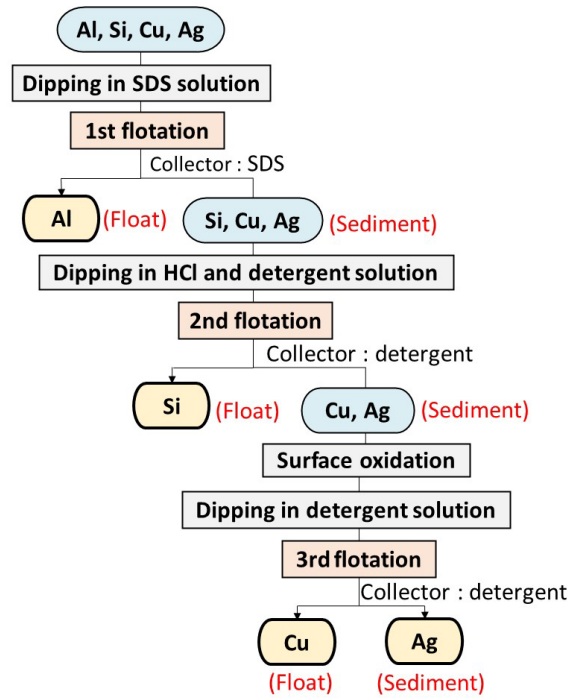 Al, Si, Cu, Ag
Dipping in SDS solution
1st flotation
Collector : SDS
Al
(Float)
Si, Cu, Ag
(Sediment)
Dipping in HCl and detergent solution
2nd flotation
Collector : detergent
Si
(Float)
Cu, Ag
(Sediment)
Surface oxidation
Dipping in detergent solution
3rd flotation
Collector : detergent
Cu
Ag
(Float)
(Sediment)